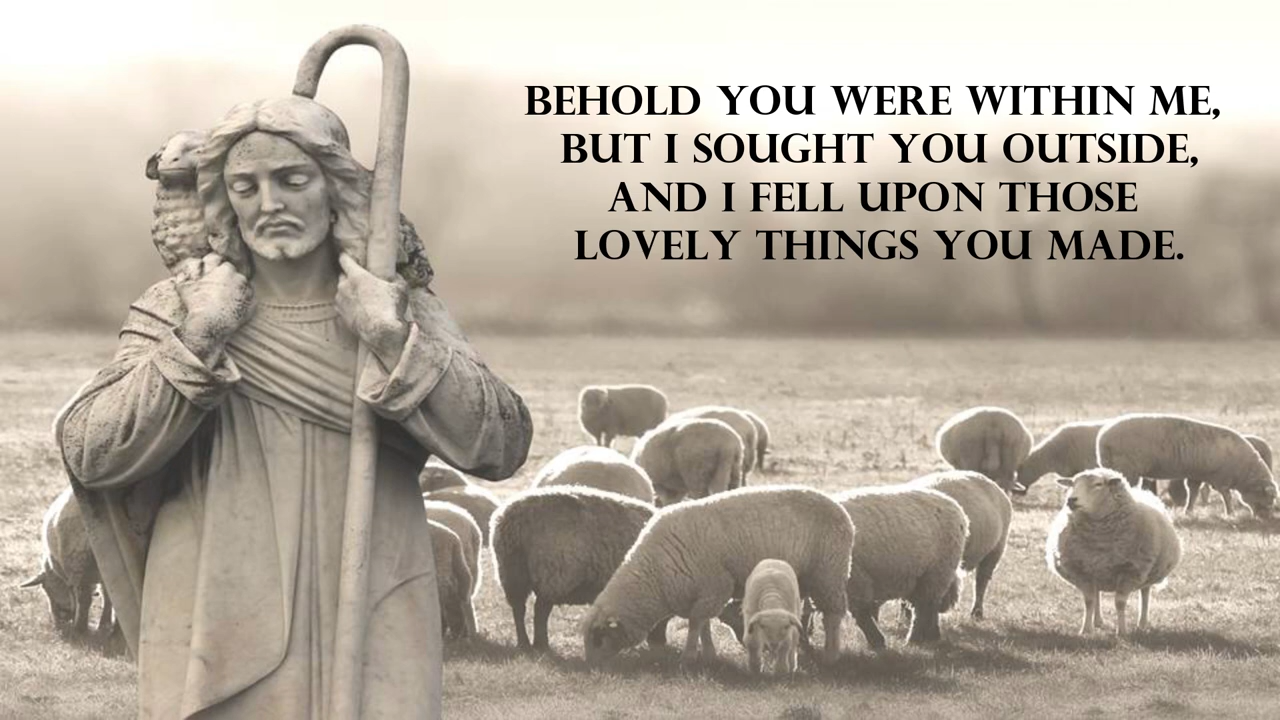 BEHOLD YOU WERE WITHIN ME,
BUT I SOUGHT YOU OUTSIDE,
AND I FELL UPON THOSE
LOVELY THINGS YOU MADE.